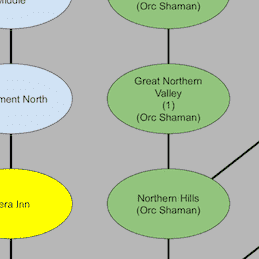 (Orc Shaman)
ment North
Great Northern
Valley
(1)
(Orc Shaman)
era Inn
Northern Hills
(Orc Shaman)